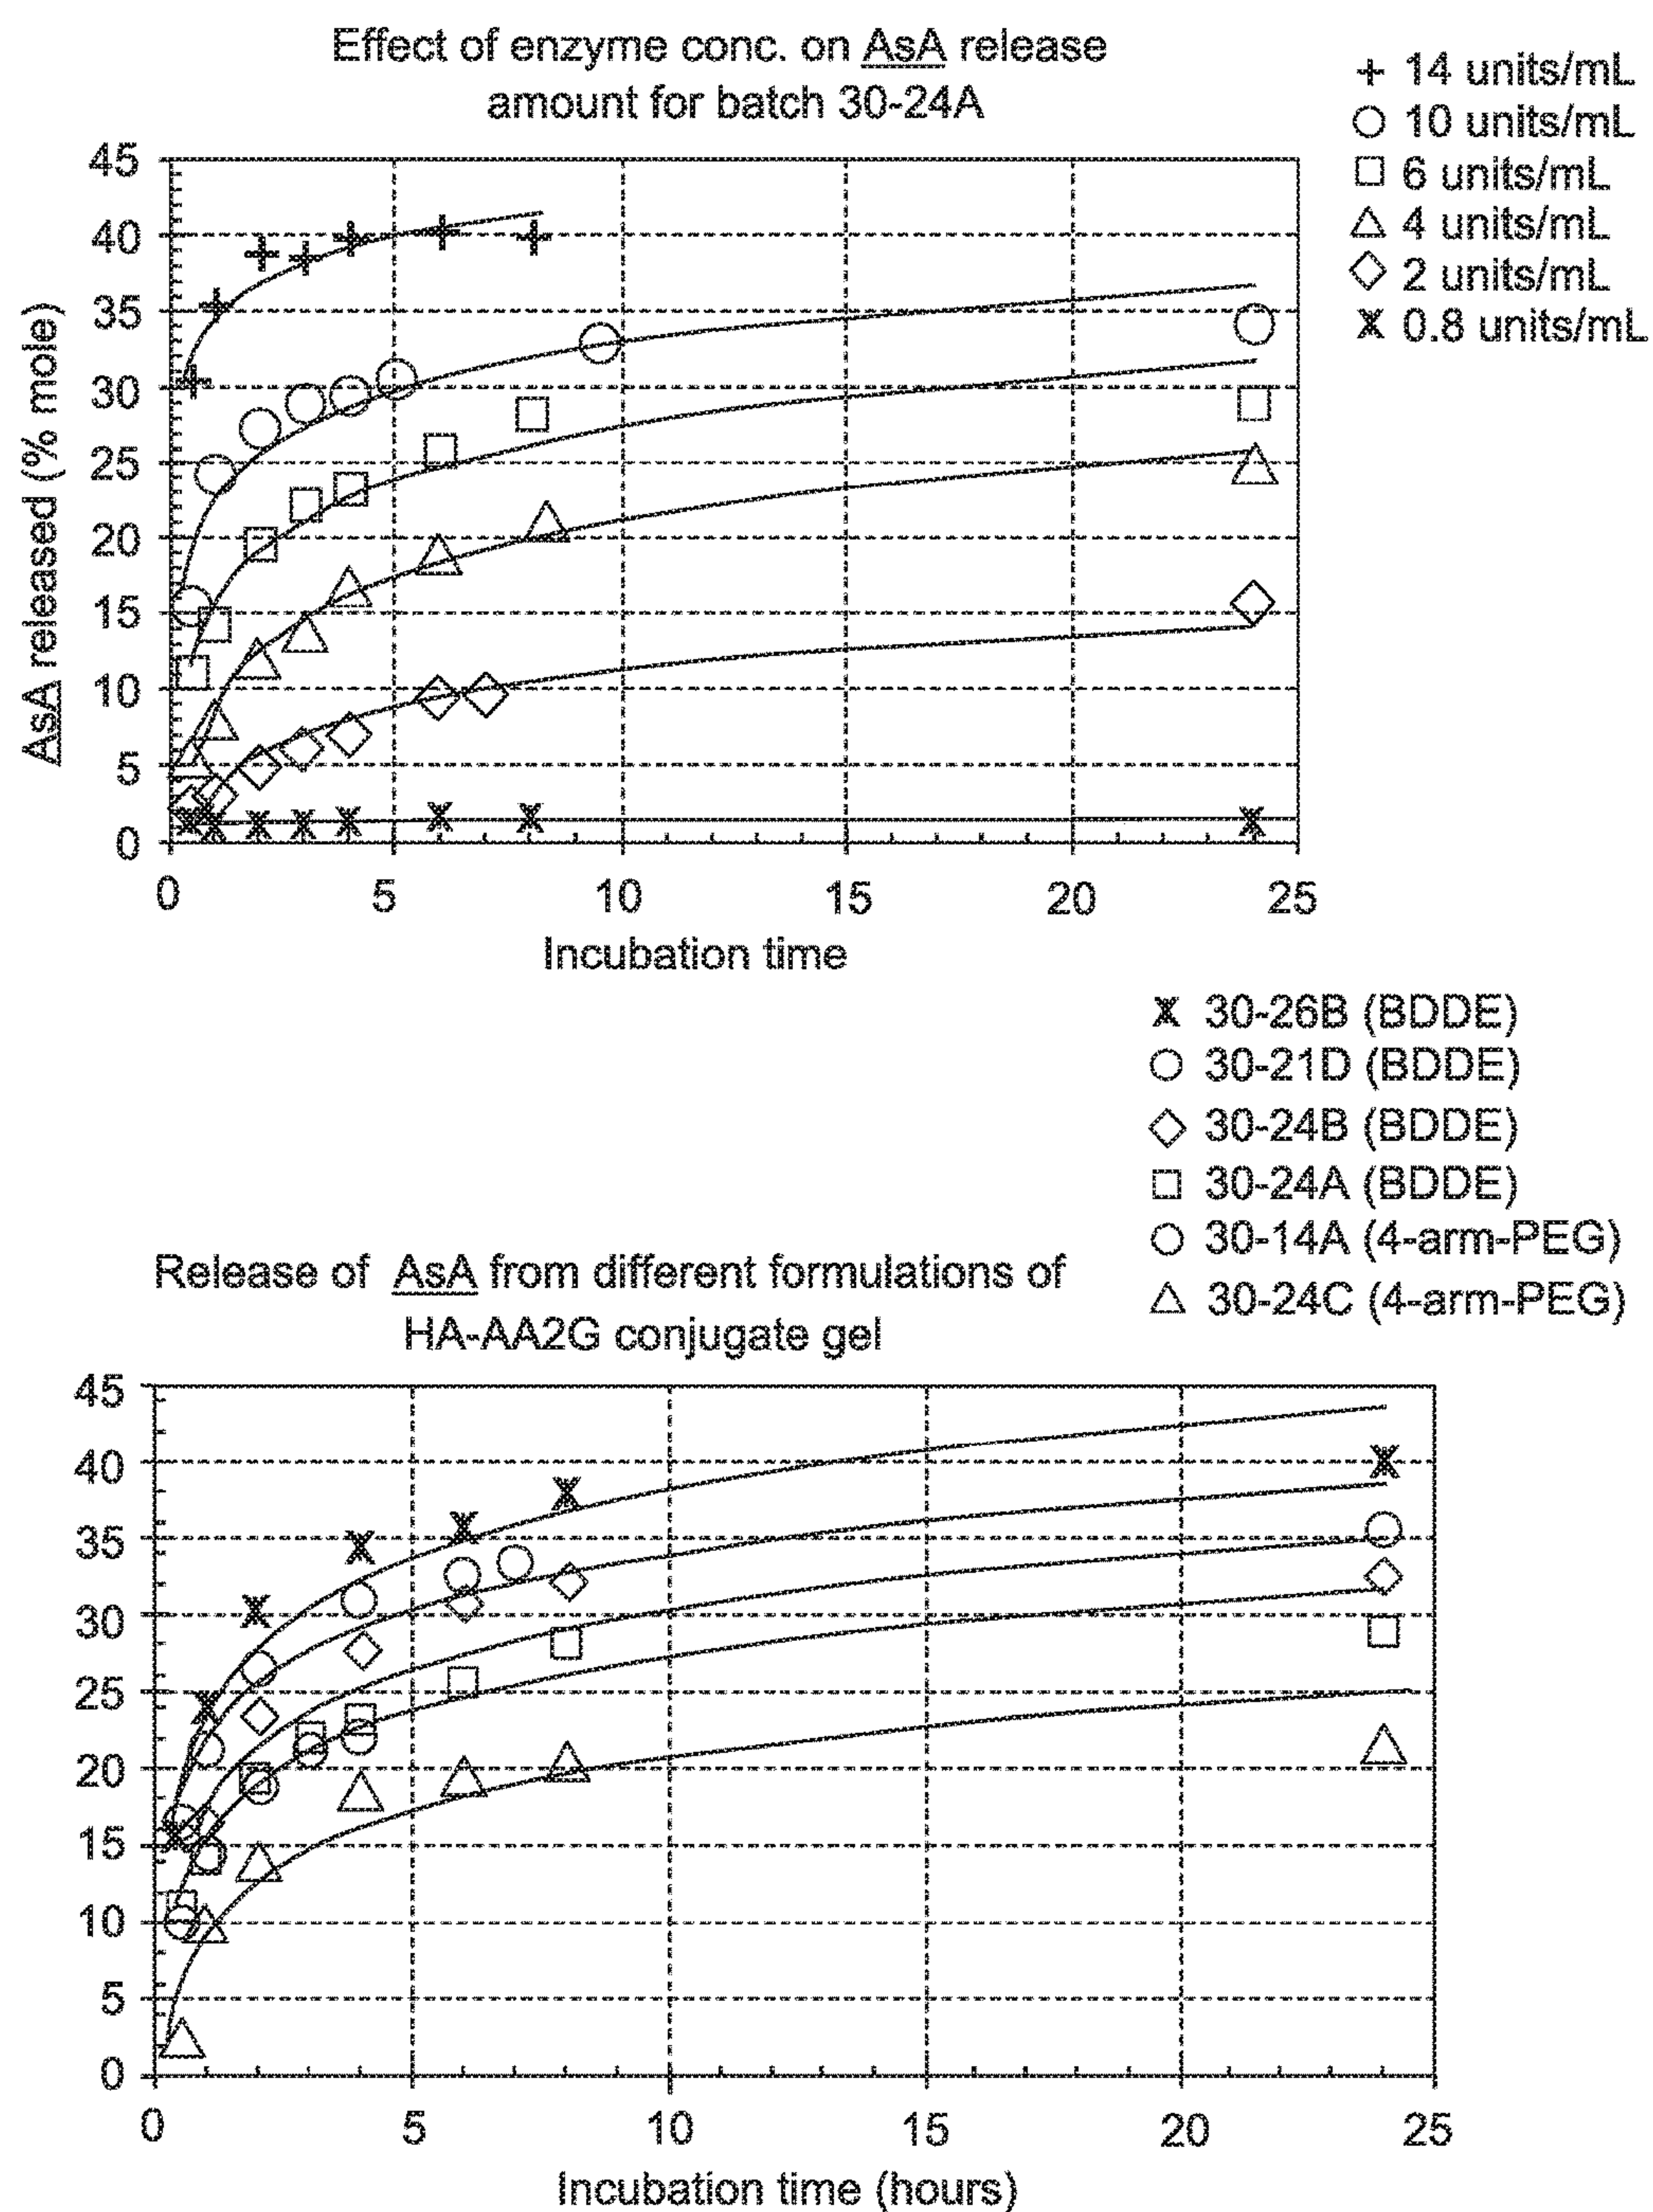 Effect of enzyme conc. on AsA release
amount for batch 30-24A
14 units/mL
10 units/mL
6 units/mL
4 units/mL
2 units/mL
0.8 units/mL
AsA released (% mole)
45
40
35
30
25
20
15
10
5
0
0 5 10 15 20 25
Incubation time
30-26B (BDDE)
30-21D (BDDE)
30-24B (BDDE)
30-24A (BDDE)
30-14A (4-arm-PEG)
30-24C (4-arm-PEG)
Release of AsA from different formulations of
HA-AA2G conjugate gel
45
40
35
30
25
20
15
10
5
0
0 5 10 15 20 25
Incubation time (hours)